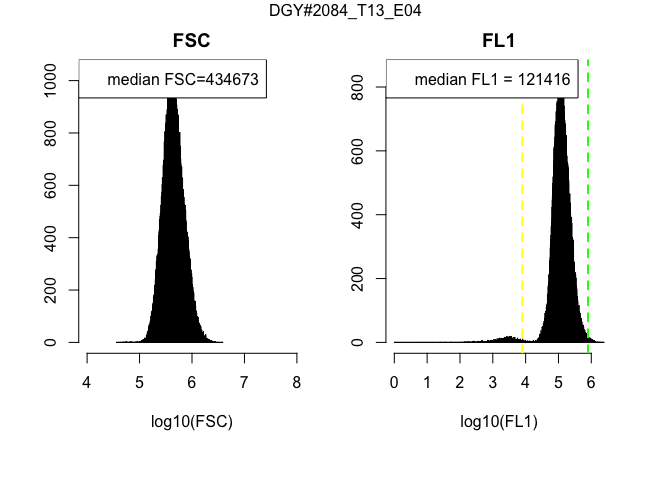 DGY#2084_T13_E04
FSC
median FSC=434673
0 200 400 600 800 1000
4 5 6 7 8
log10(FSC)
FL1
median FL1 = 121416
0 200 400 600 800
0 1 2 3 4 5 6
log10(FL1)